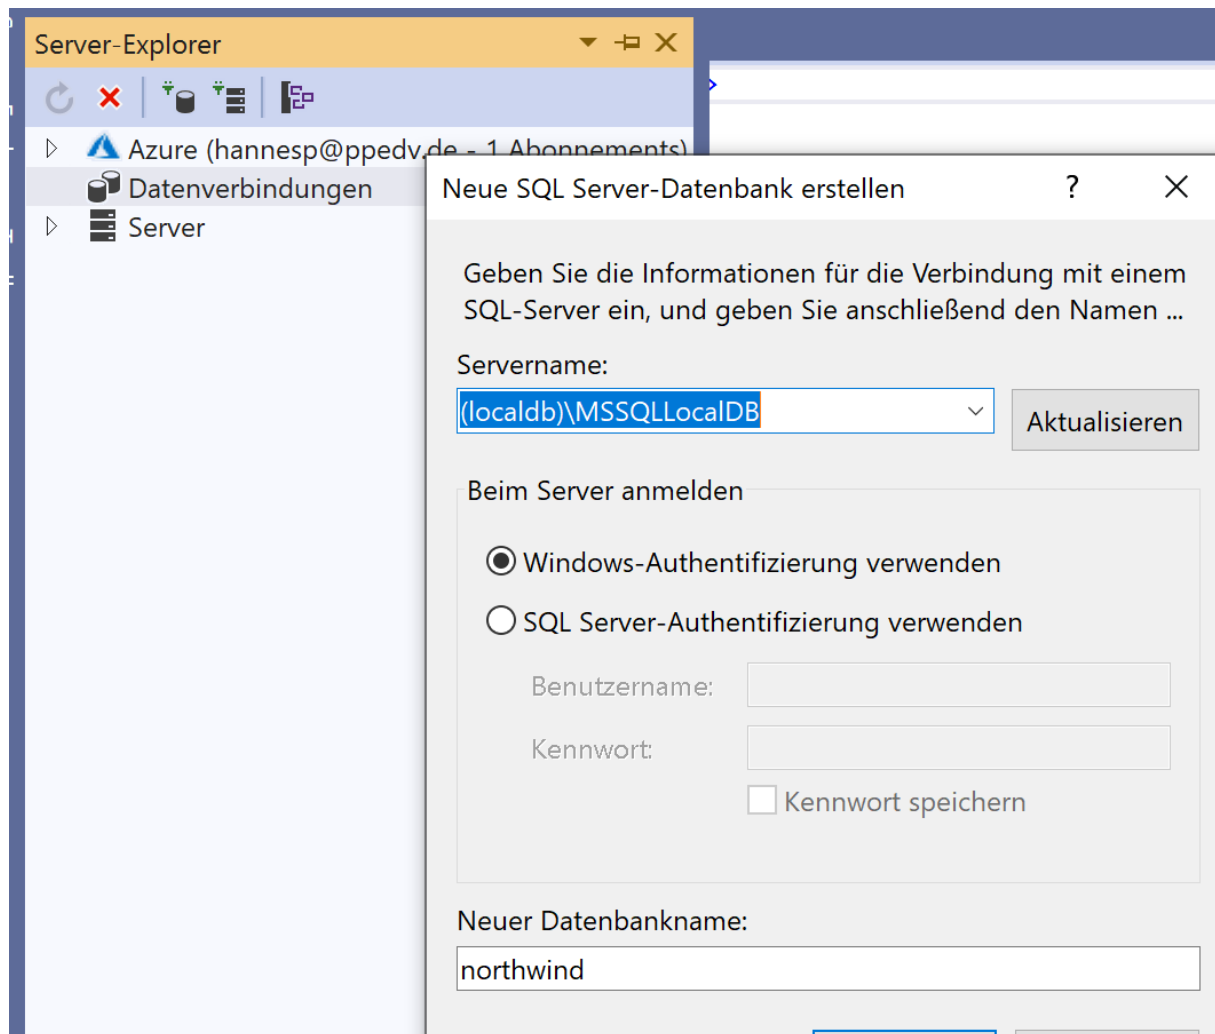 Server-Explorer
Azure (hannesp@ppedv.de - 1 Abonnements)
Datenverbindungen
Server
Neue SQL Server-Datenbank erstellen
?
Geben Sie die Informationen für die Verbindung mit einem
SQL-Server ein, und geben Sie anschließend den Namen ...
Servername:
(localdb)\MSSQLLocalDB
Aktualisieren
Beim Server anmelden
Windows-Authentifizierung verwenden
SQL Server-Authentifizierung verwenden
Benutzername:
Kennwort:
Kennwort speichern
Neuer Datenbankname:
northwind